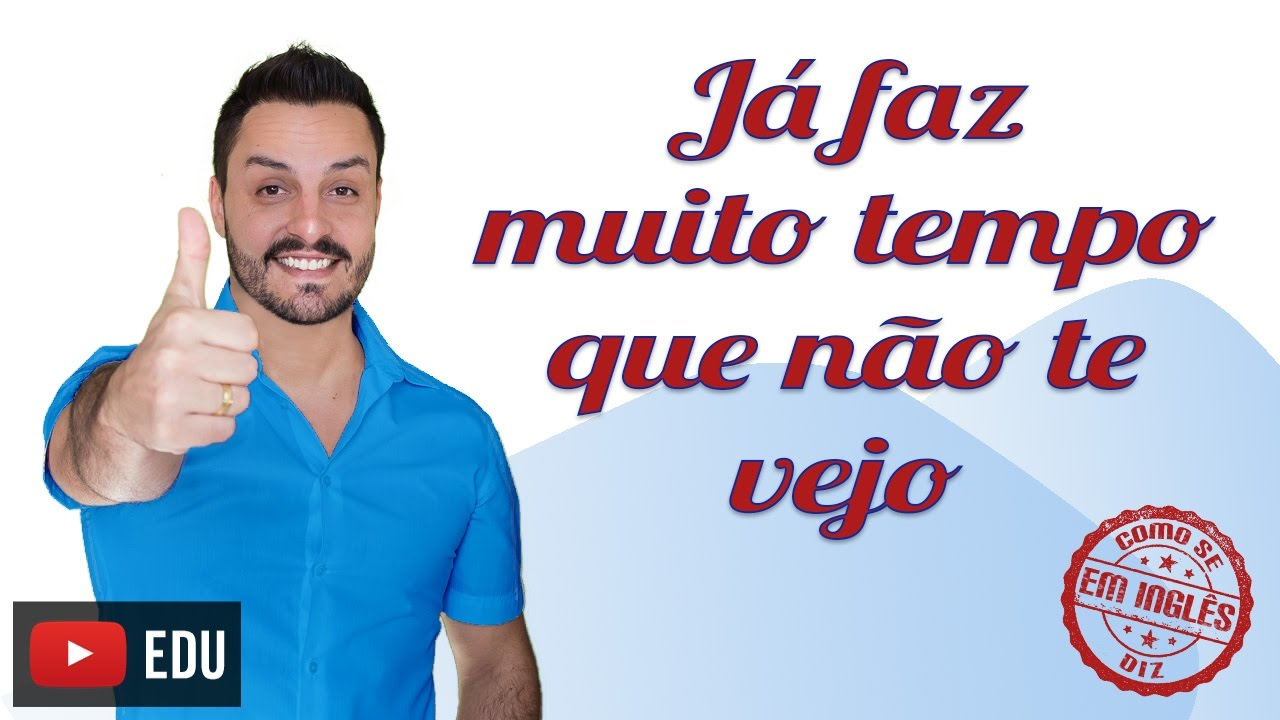 Já faz
muito tempo
que não te
vejo
COMO SE
EM INGLÊS
DIZ
EDU